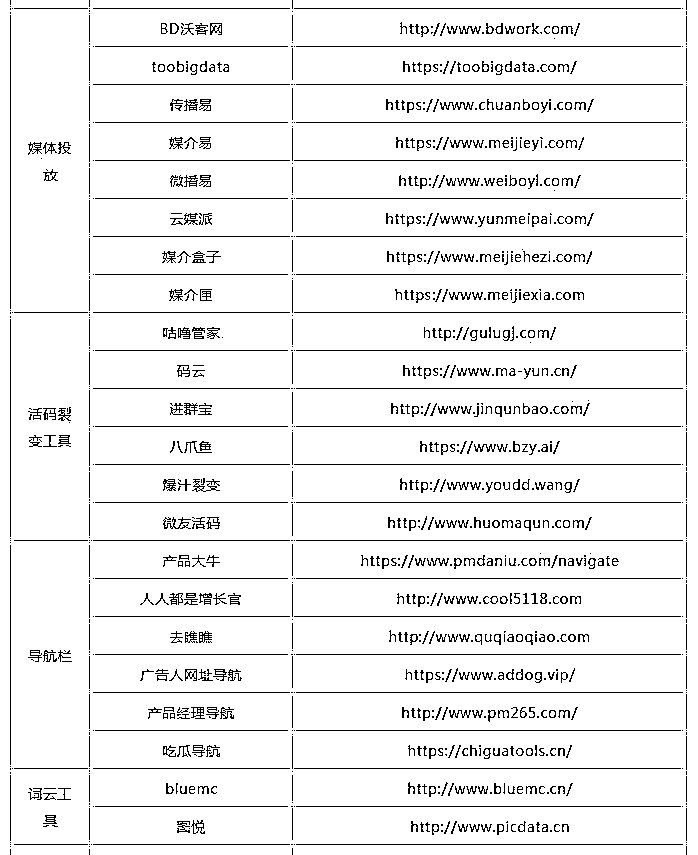 媒体投
放
BD沃客网 http://www.bdwork.com/
toobigdata https://toobigdata.com/
传播易 https://www.chuanboyi.com/
媒介易 https://www.meijieyi.com/
微播易 http://www.weiboyi.com/
云媒派 https://www.yunmeipai.com/
媒介盒子 https://www.meijiehezi.com/
媒介匣 https://www.meijiexia.com
活码裂
变工具
咕噜管家 http://gulugj.com/
码云 https://www.ma-yun.cn/
进群宝 http://www.jinqunbao.com/
八爪鱼 https://www.bzy.ai/
爆汁裂变 http://www.youdd.wang/
微友活码 http://www.huomaqun.com/
导航栏
产品大牛 https://www.pmdaniu.com/navigate
人人都是增长官 http://www.cool5118.com
去瞧瞧 http://www.quqiaoqiao.com
广告人网址导航 https://www.addog.vip/
产品经理导航 http://www.pm265.com/
吃瓜导航 https://chiguatools.cn/
词云工
具
bluemc http://www.bluemc.cn/
图悦 http://www.picdata.cn